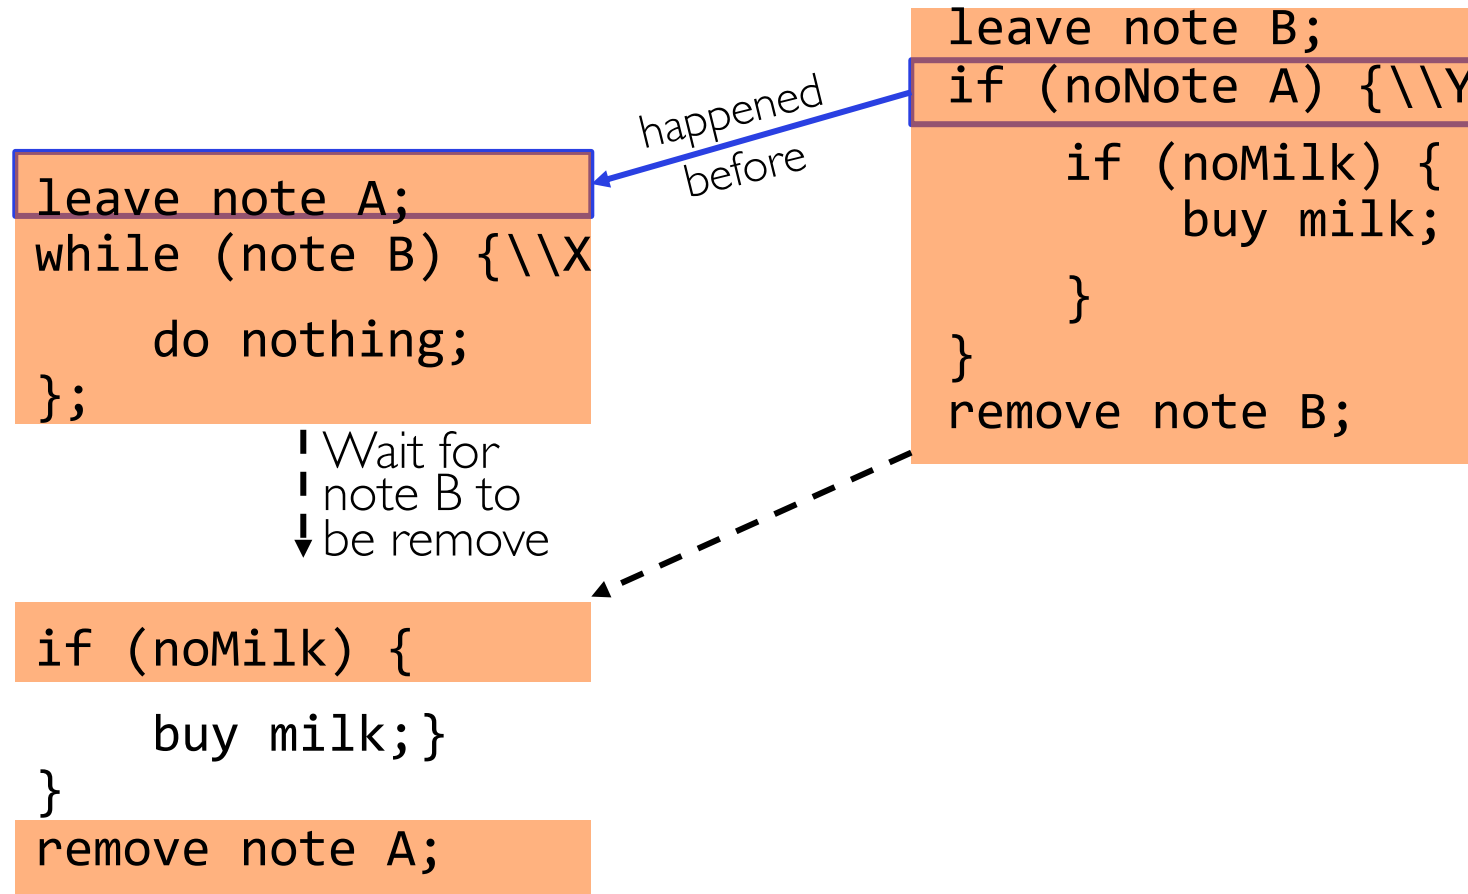 leave note A;
while (note B) {\\X
do nothing;
};
Wait for
note B to
be remove
if (noMilk) {
buy milk;}
}
remove note A;
happened
before
leave note B;
if (noNote A) {\\Y
if (noMilk) {
buy milk;
}
}
remove note B;